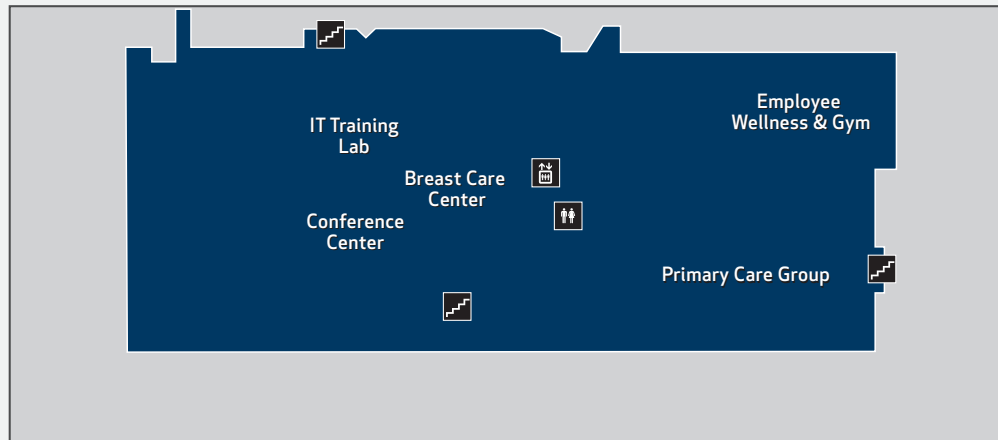 Employee
Wellness & Gym
IT Training
Lab
Breast Care
Center
Conference
Center
Primary Care Group